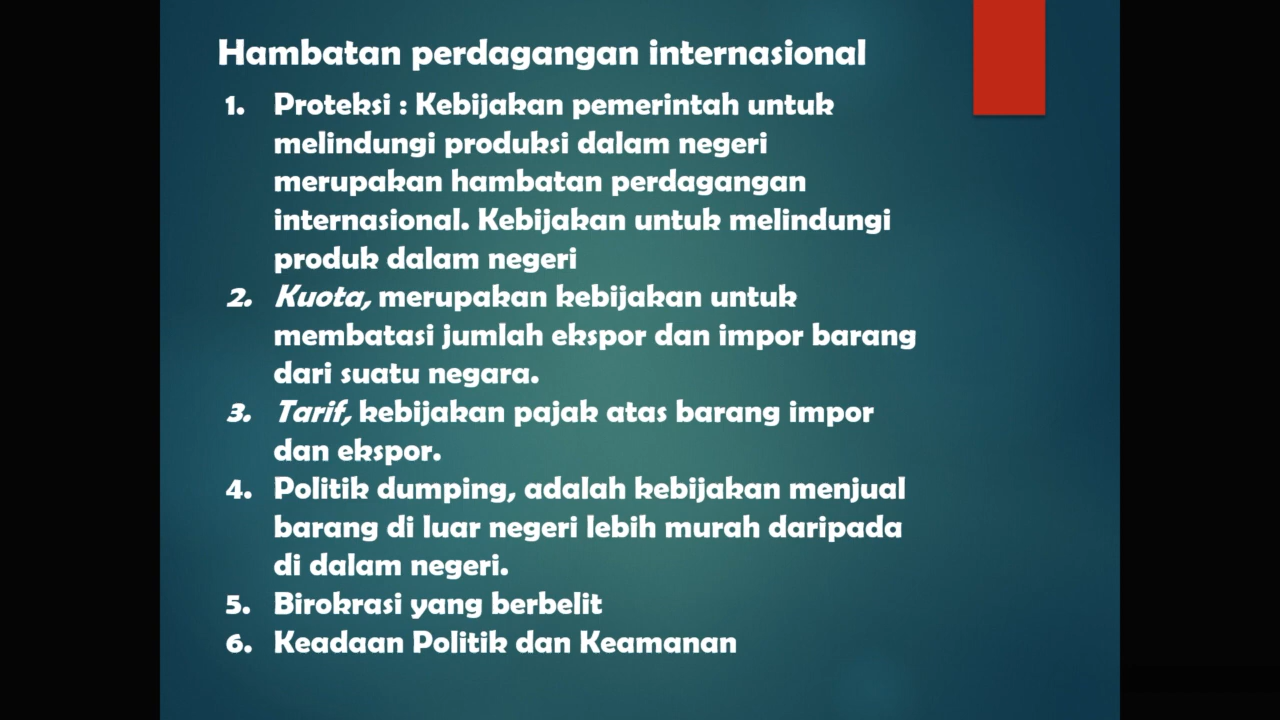 Hambatan perdagangan internasional
1. Proteksi : Kebijakan pemerintah untuk
melindungi produksi dalam negeri
merupakan hambatan perdagangan
internasional. Kebijakan untuk melindungi
produk dalam negeri
2. Kuota, merupakan kebijakan untuk
membatasi jumlah ekspor dan impor barang
dari suatu negara.
3. Tarif, kebijakan pajak atas barang impor
dan ekspor.
4. Politik dumping, adalah kebijakan menjual
barang di luar negeri lebih murah daripada
di dalam negeri.
5. Birokrasi yang berbelit
6. Keadaan Politik dan Keamanan